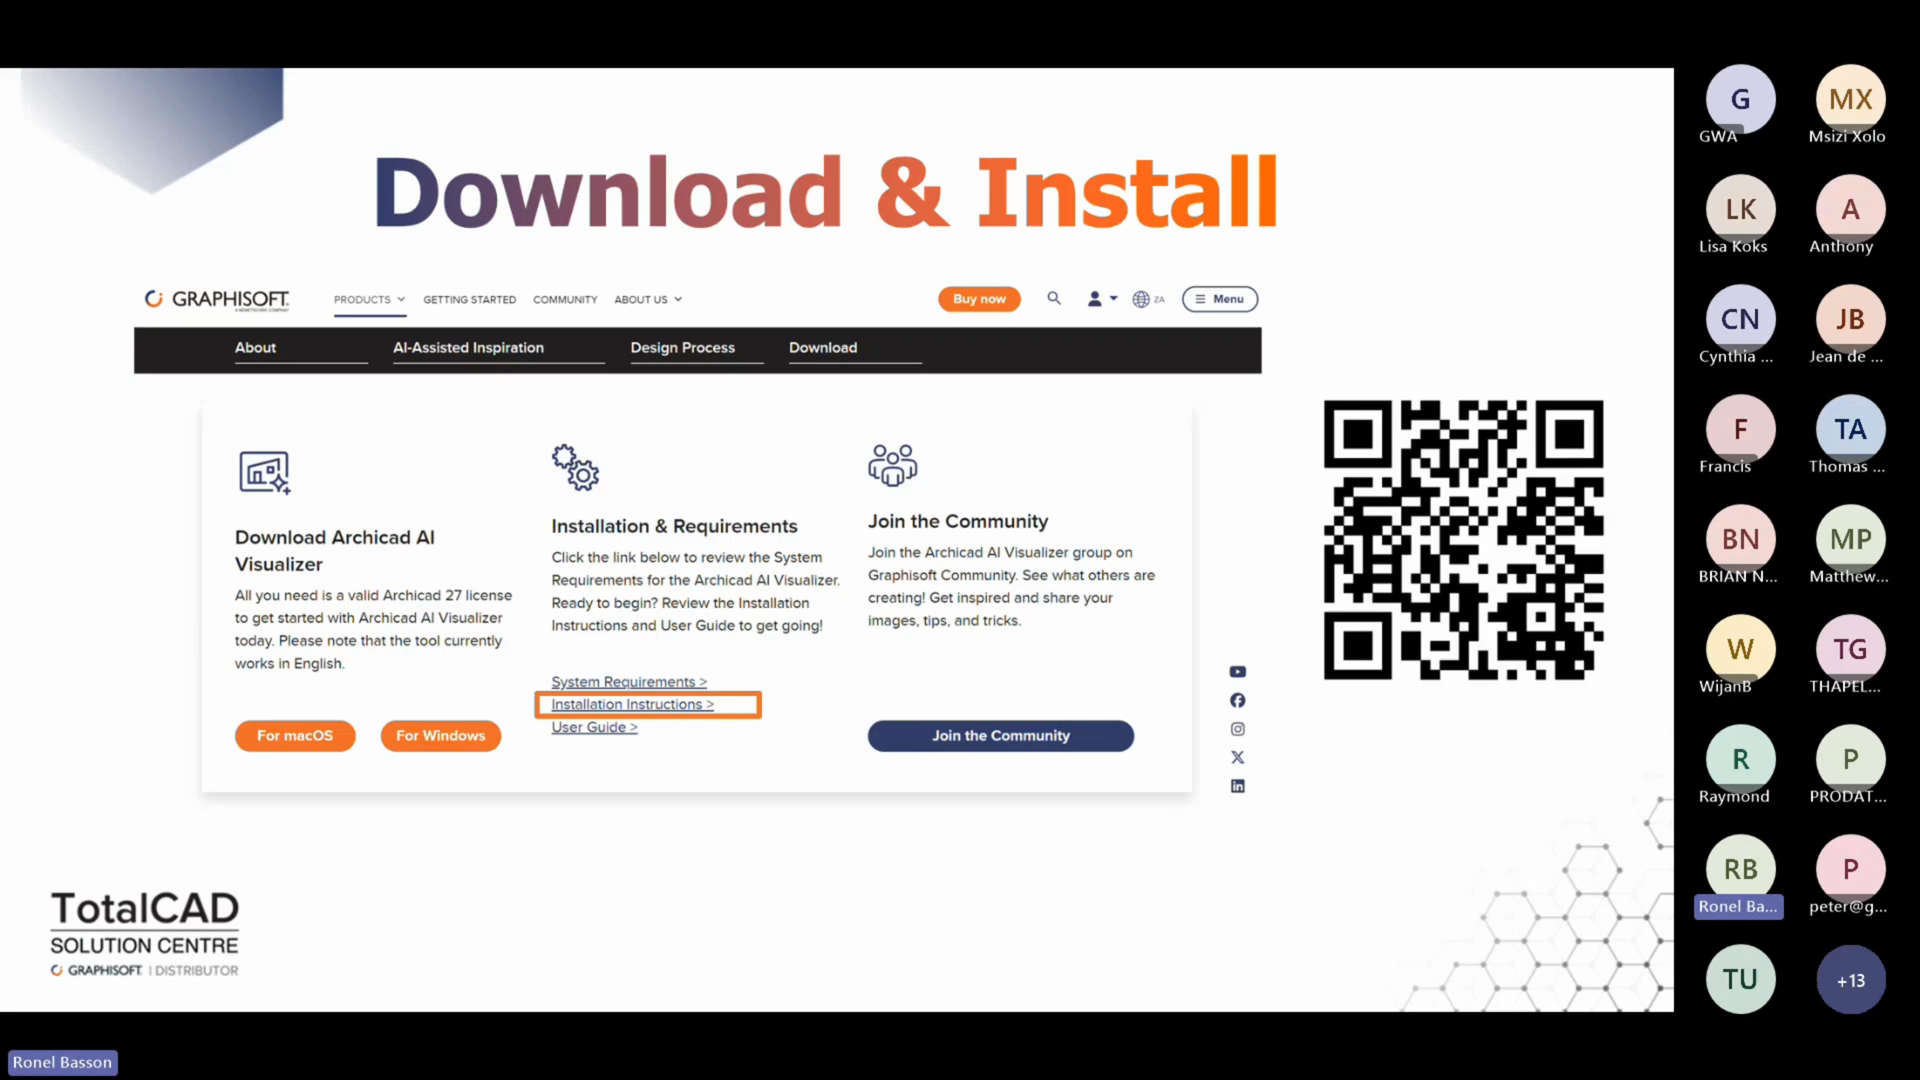 Download & Install
GRAPHISOFT
A NEMETSCHEK COMPANY
PRODUCTS
GETTING STARTED
COMMUNITY
ABOUT US
Buy now
ZA
Menu
About
AI-Assisted Inspiration
Design Process
Download
Download Archicad AI
Visualizer
All you need is a valid Archicad 27 license
to get started with Archicad AI Visualizer
today. Please note that the tool currently
works in English.
For macOS
For Windows
Installation & Requirements
Click the link below to review the System
Requirements for the Archicad AI Visualizer.
Ready to begin? Review the Installation
Instructions and User Guide to get going!
System Requirements >
Installation Instructions >
User Guide >
Join the Community
Join the Archicad AI Visualizer group on
Graphisoft Community. See what others are
creating! Get inspired and share your
images, tips, and tricks.
Join the Community
TotalCAD
SOLUTION CENTRE
GRAPHISOFT | DISTRIBUTOR
G
GWA
MX
Msizi Xolo
LK
Lisa Koks
A
Anthony
CN
Cynthia ...
JB
Jean de ...
F
Francis
TA
Thomas ...
BN
BRIAN N...
MP
Matthew...
W
WijanB
TG
THAPEL...
R
Raymond
P
PRODAT...
RB
Ronel Ba...
P
peter@g...
TU
+13
Ronel Basson